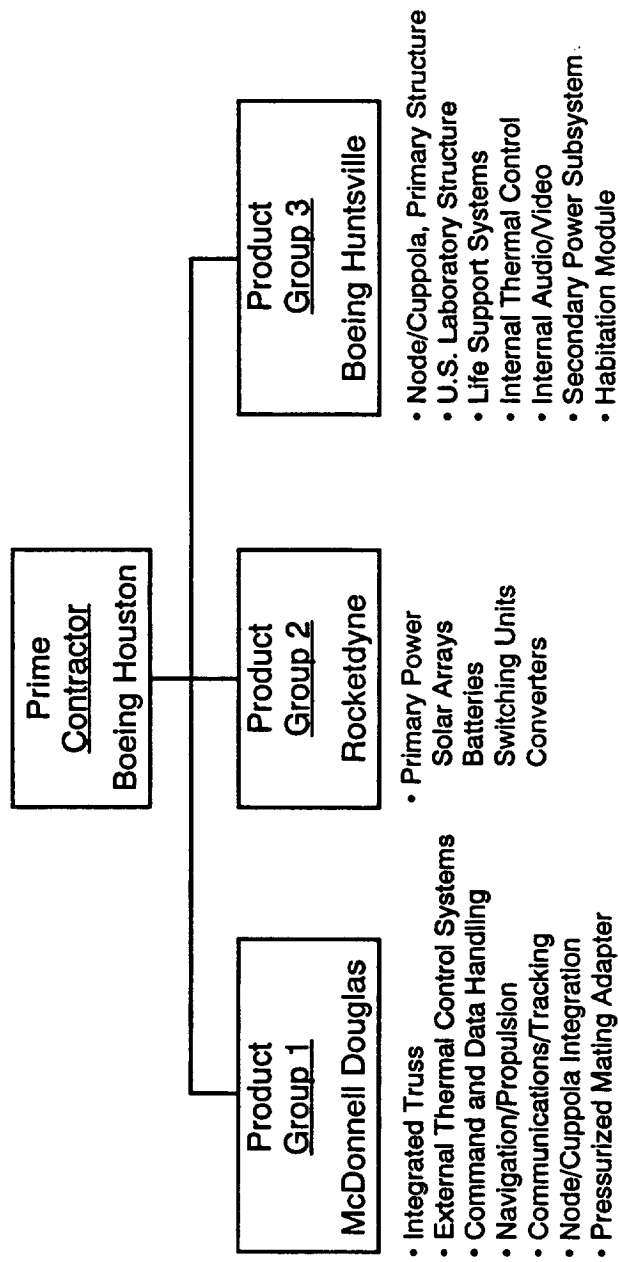 Prime
Contractor
Boeing Houston
Product
Group 1
McDonnell Douglas
• Integrated Truss
• External Thermal Control Systems
• Command and Data Handling
• Navigation/Propulsion
• Communications/Tracking
• Node/Cuppola Integration
• Pressurized Mating Adapter
Product
Group 2
Rocketdyne
• Primary Power
Solar Arrays
Batteries
Switching Units
Converters
Product
Group 3
Boeing Huntsville
• Node/Cuppola, Primary Structure
• U.S. Laboratory Structure
• Life Support Systems
• Internal Thermal Control
• Internal Audio/Video
• Secondary Power Subsystem
• Habitation Module